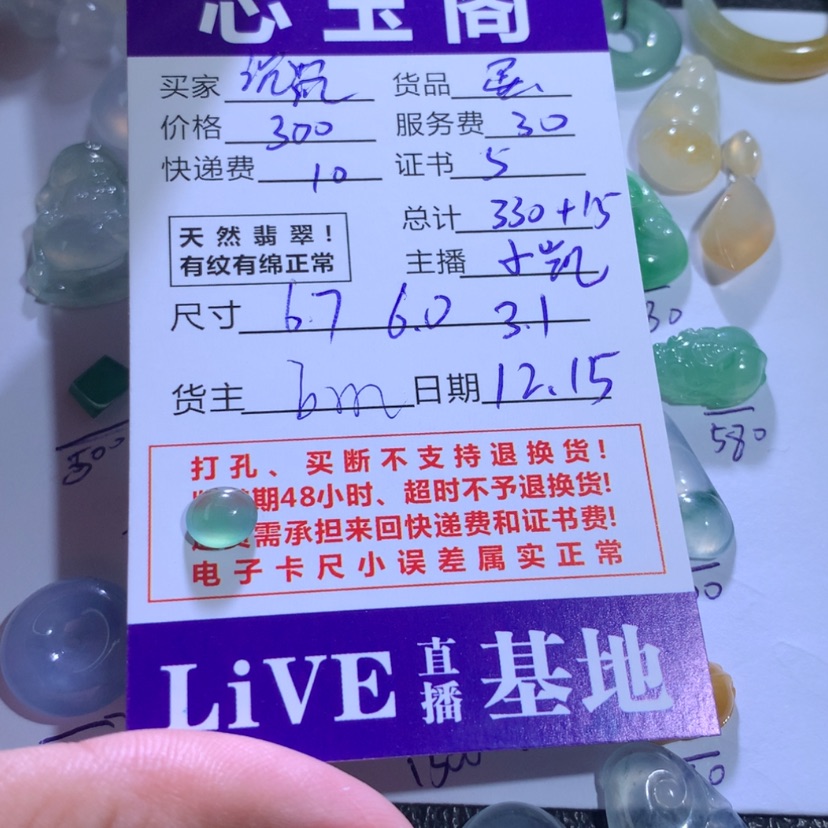 玉阁
买家 货品
价格 300 服务费 30
快递费 10 证书 5
总计 330+15
天然翡翠！
有纹有绵正常
主播 凯
尺寸 6.7 6.0 3.1
货主 bm 日期 12.15
打孔、买断不支持退换货！
期48小时、超时不予退换货！
需承担来回快递费和证书费！
电子卡尺小误差属实正常
LiVE 直播 基地
300
580